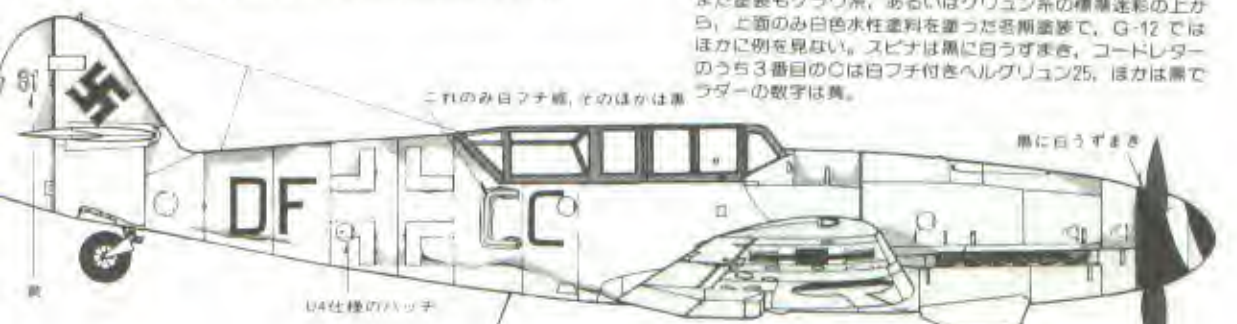 また塗装もグラウ系，あるいはグリュン系の標準迷彩の上か
ら，上面のみ白色水性塗料を塗った冬期塗装で，G-12では
ほかに例を見ない。スピナは黒に白うずまき，コードレター
のうち3番目のCは白フチ付きヘルグリュン25，ほかは黒で
ラダーの数字は黄。
これのみ白フチ緑，そのほかは黒
黒に白うずまき
81
DF
CC
黄
U4仕様のハッチ